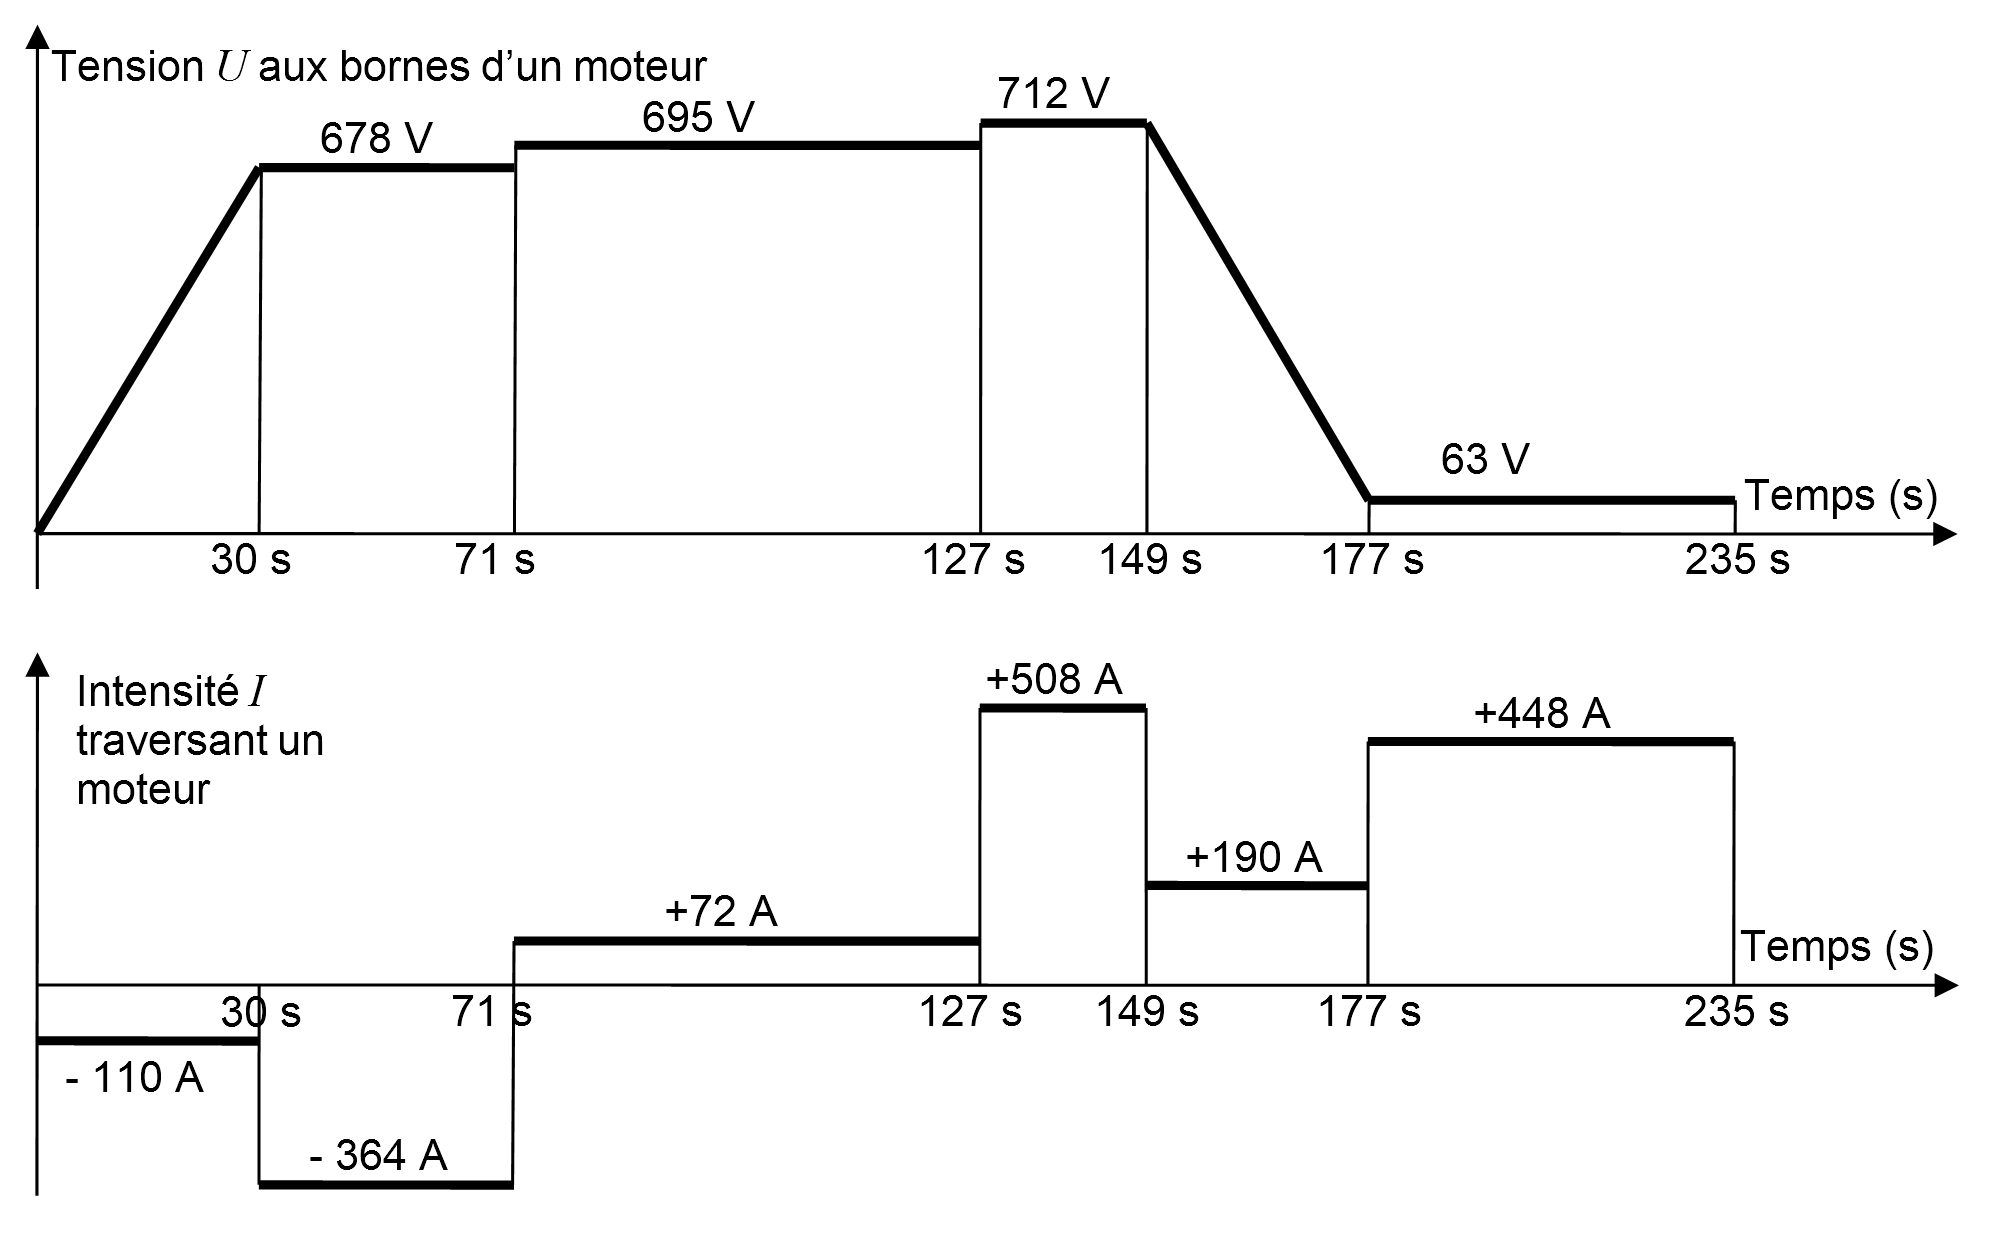 Tension U aux bornes d’un moteur
712 V
695 V
678 V
63 V
Temps (s)
30 s
71 s
127 s
149 s
177 s
235 s
Intensité I
traversant un
moteur
+508 A
+448 A
+190 A
+72 A
Temps (s)
30 s
71 s
127 s
149 s
177 s
235 s
- 110 A
- 364 A